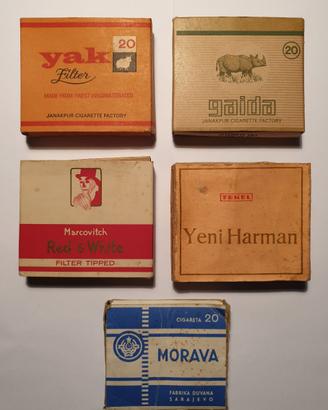 yak
20
Filter
MADE FROM FINEST VIRGINIA TOBACCO
JANAKPUR CIGARETTE FACTORY
20
gaida
JANAKPUR CIGARETTE FACTORY
Marcovitch
Red & White
FILTER TIPPED
TEKEL
Yeni Harman
CIGARETA 20
MORAVA
FABRIKA DUVANA
SARAJEVO